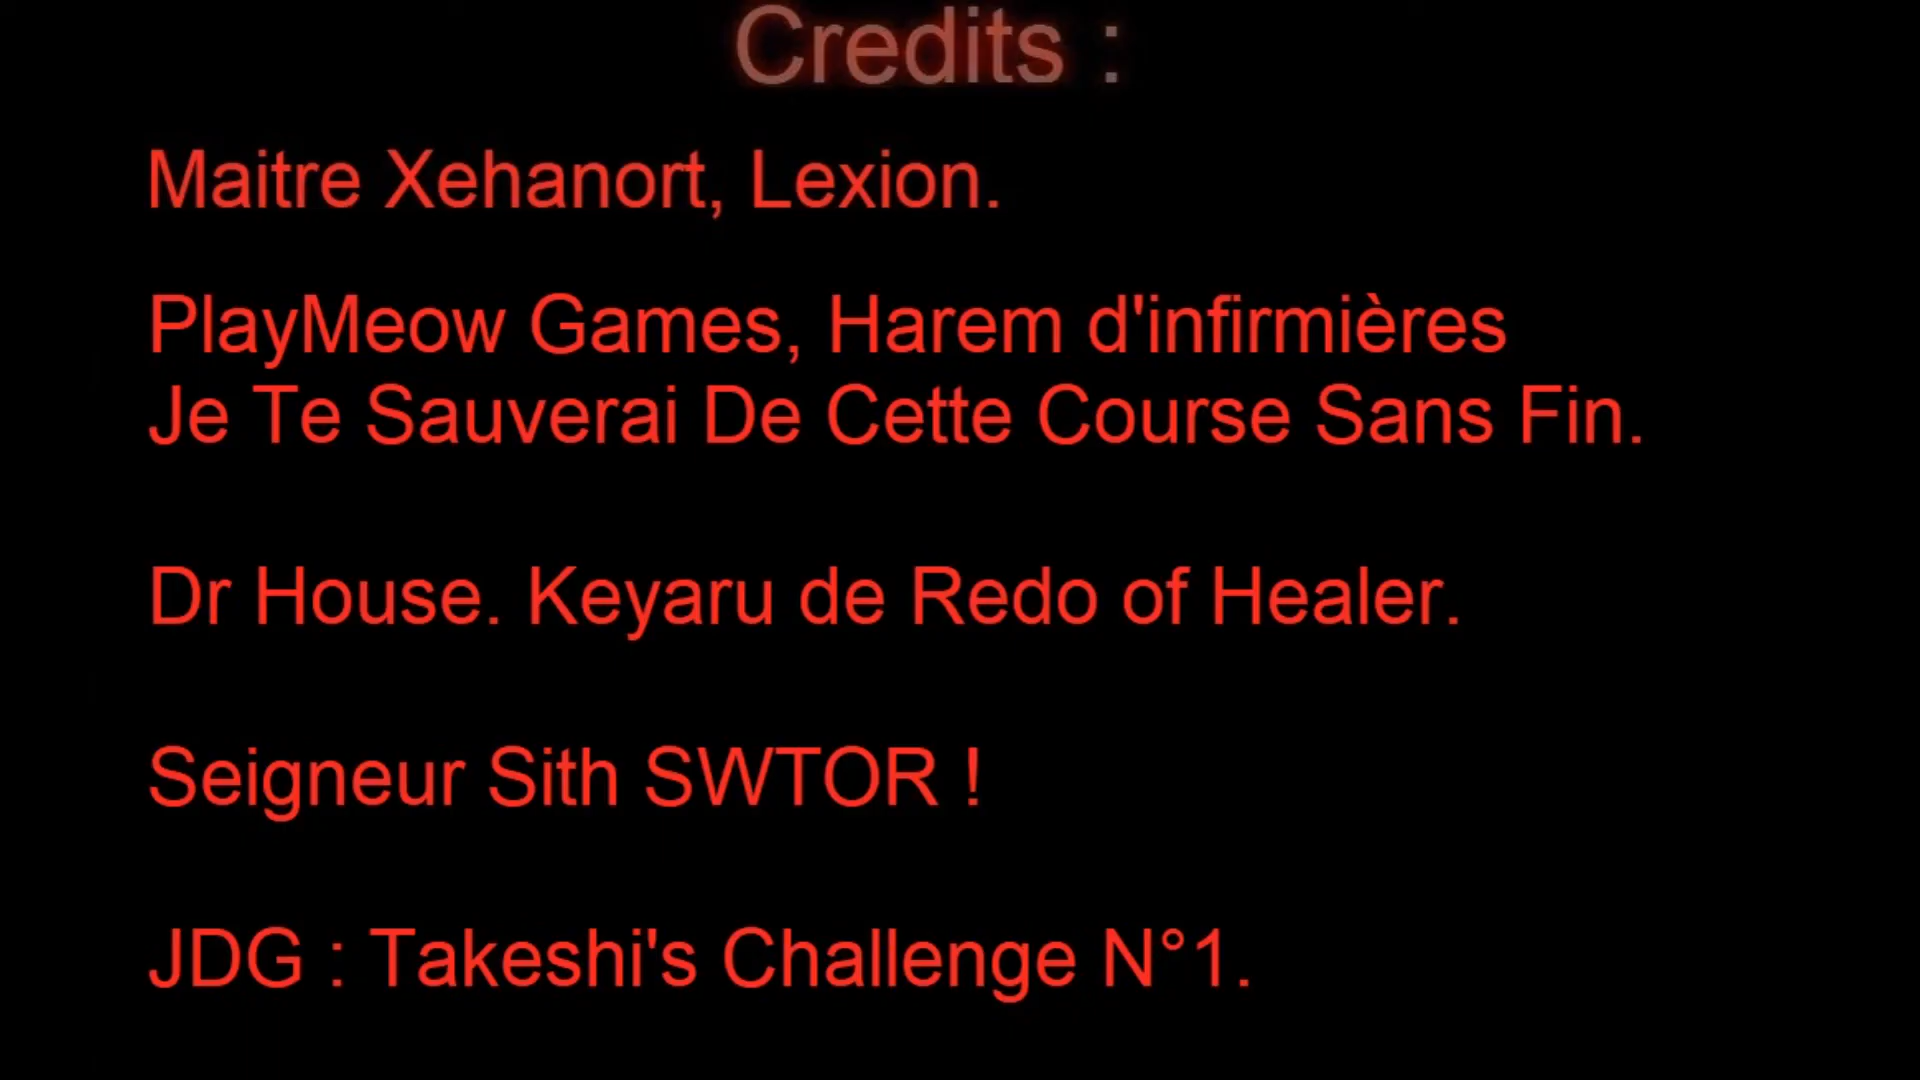 Credits :
Maitre Xehanort, Lexion.
PlayMeow Games, Harem d'infirmières
Je Te Sauverai De Cette Course Sans Fin.
Dr House. Keyaru de Redo of Healer.
Seigneur Sith SWTOR !
JDG : Takeshi's Challenge N°1.